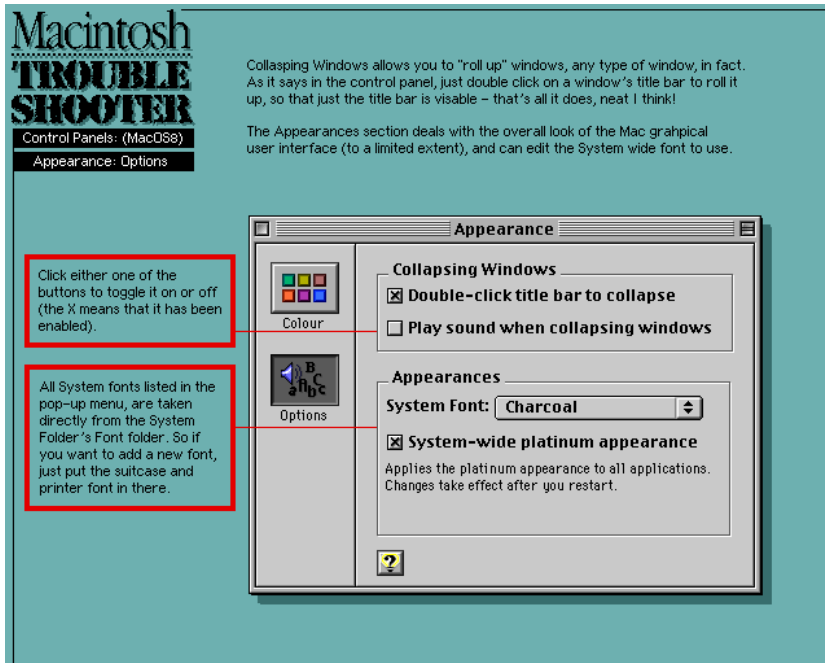 Macintosh
TROUBLE
SHOOTER
Control Panels: (MacOS8)
Appearance: Options
Collasping Windows allows you to "roll up" windows, any type of window, in fact.
As it says in the control panel, just double click on a window's title bar to roll it
up, so that just the title bar is visable – that's all it does, neat I think!
The Appearances section deals with the overall look of the Mac grahpical
user interface (to a limited extent), and can edit the System wide font to use.
Click either one of the
buttons to toggle it on or off
(the X means that it has been
enabled).
All System fonts listed in the
pop-up menu, are taken
directly from the System
Folder's Font folder. So if
you want to add a new font,
just put the suitcase and
printer font in there.
Appearance
Colour
A B C
a b c
Options
Collapsing Windows
Double-click title bar to collapse
Play sound when collapsing windows
Appearances
System Font: Charcoal
System-wide platinum appearance
Applies the platinum appearance to all applications.
Changes take effect after you restart.
?